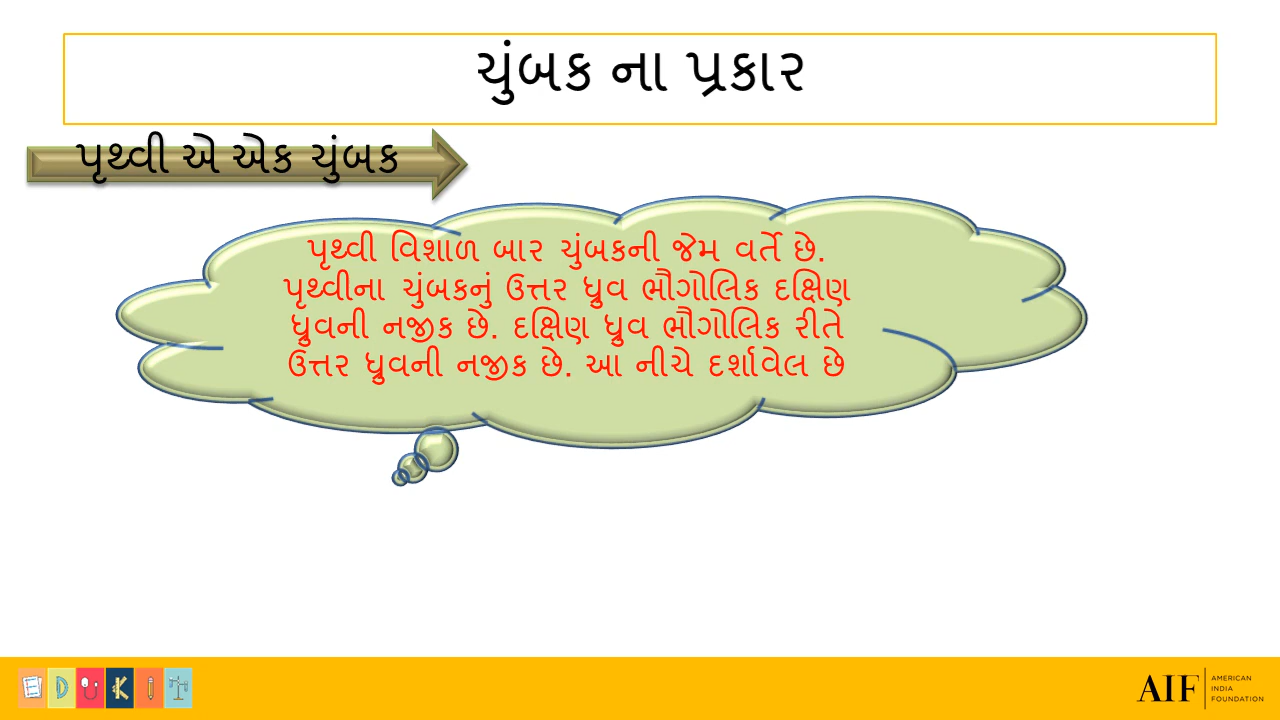 ચુંબક ના પ્રકાર
પૃથ્વી એ એક ચુંબક
પૃથ્વી વિશાળ બાર ચુંબકની જેમ વર્તે છે.
પૃથ્વીના ચુંબકનું ઉત્તર ધ્રુવ ભૌગોલિક દક્ષિણ
ધ્રુવની નજીક છે. દક્ષિણ ધ્રુવ ભૌગોલિક રીતે
ઉત્તર ધ્રુવની નજીક છે. આ નીચે દર્શાવેલ છે
EDUKIT
AIF
AMERICAN
INDIA
FOUNDATION